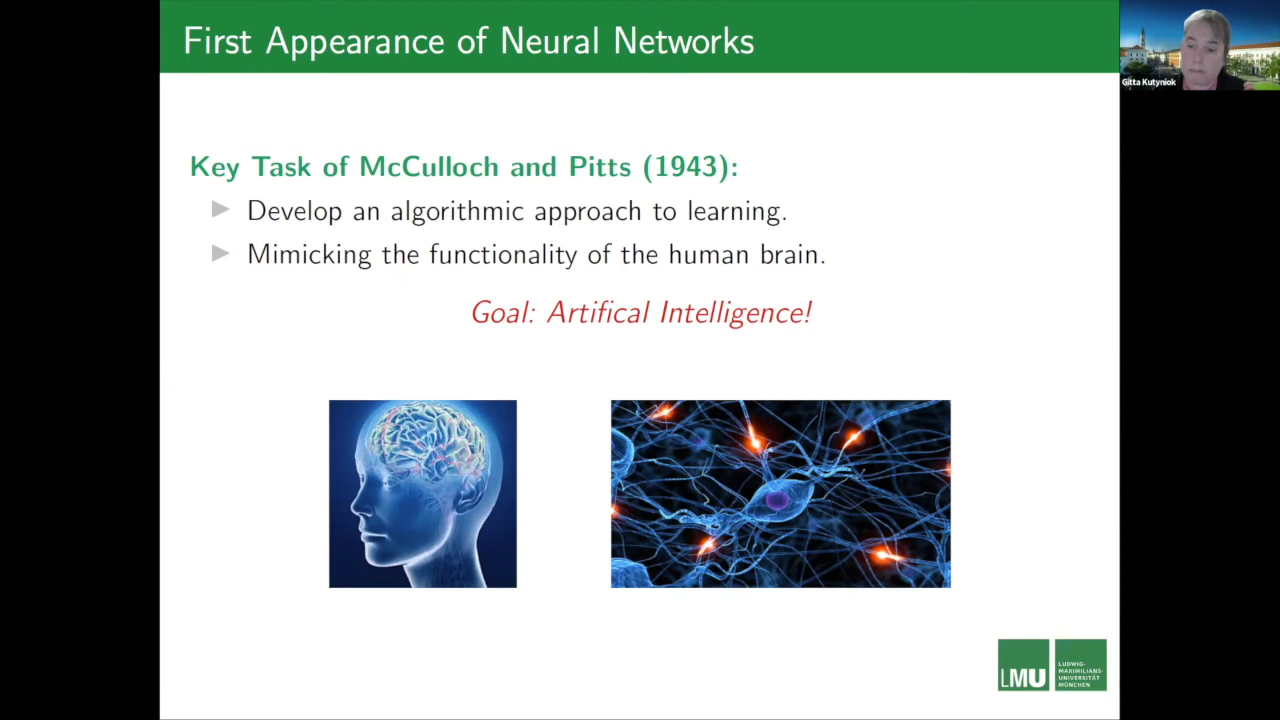 First Appearance of Neural Networks
Gitta Kutyniok
Key Task of McCulloch and Pitts (1943):
Develop an algorithmic approach to learning.
Mimicking the functionality of the human brain.
Goal: Artifical Intelligence!
LMU
LUDWIG-
MAXIMILIANS-
UNIVERSITÄT
MÜNCHEN